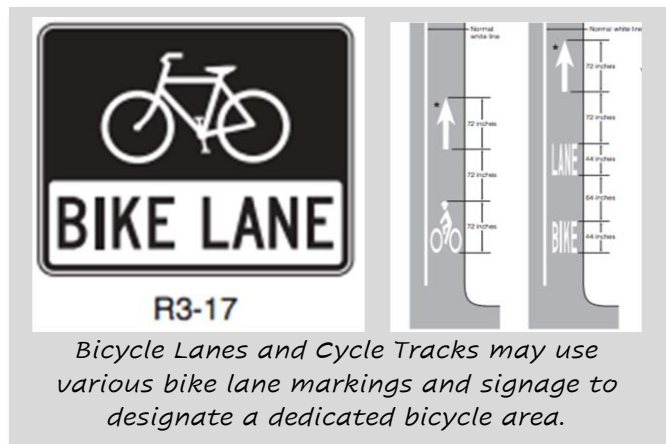 BIKE LANE
R3-17
Normal
white line
72 inches
72 inches
72 inches
Normal white line
72 inches
72 inches
LANE
44 inches
64 inches
BIKE
44 inches
Bicycle Lanes and Cycle Tracks may use
various bike lane markings and signage to
designate a dedicated bicycle area.